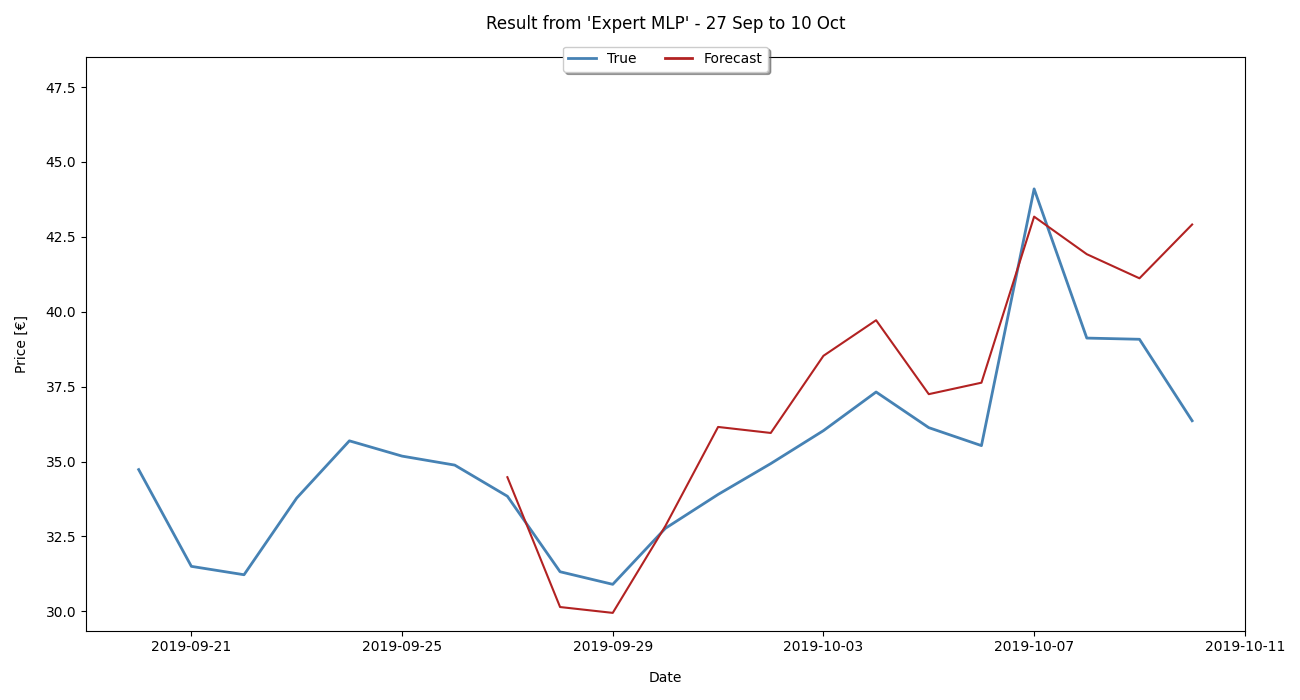 Result from 'Expert MLP' - 27 Sep to 10 Oct
True Forecast
47.5
45.0
42.5
40.0
37.5
35.0
32.5
30.0
Price [€]
2019-09-21 2019-09-25 2019-09-29 2019-10-03 2019-10-07 2019-10-11
Date